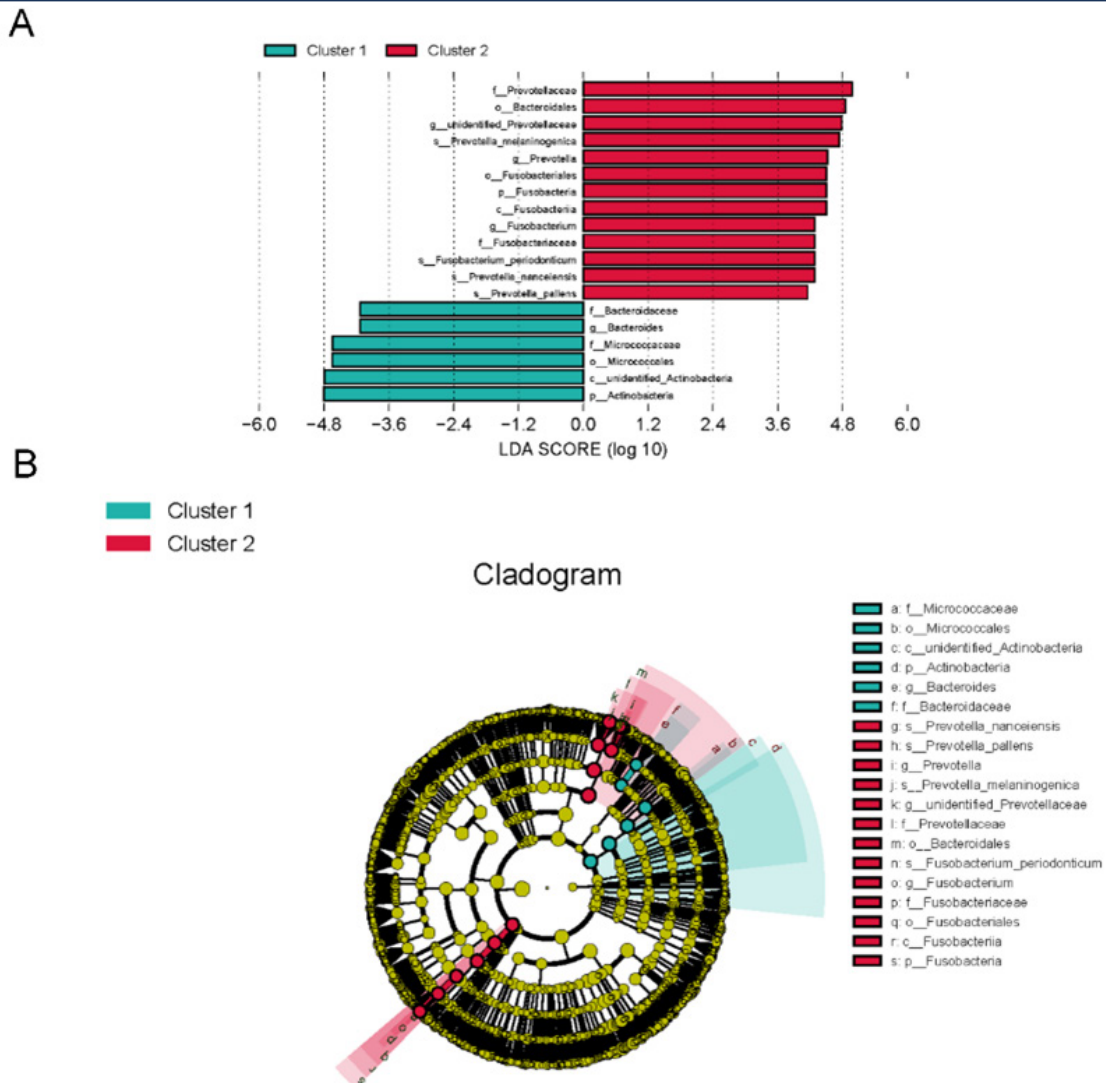 A
Cluster 1 Cluster 2
f__Prevotellaceae
o__Bacteroidales
g__unidentified_Prevotellaceae
s__Prevotella_melaninogenica
g__Prevotella
o__Fusobacteriales
p__Fusobacteria
c__Fusobacteriia
g__Fusobacterium
f__Fusobacteriaceae
s__Fusobacterium_periodonticum
s__Prevotella_nanceiensis
s__Prevotella_pallens
f__Bacteroidaceae
g__Bacteroides
f__Micrococcaceae
o__Micrococcales
c__unidentified_Actinobacteria
p__Actinobacteria
−6.0 −4.8 −3.6 −2.4 −1.2 0.0 1.2 2.4 3.6 4.8 6.0
LDA SCORE (log 10)
B
Cluster 1
Cluster 2
Cladogram
a: f__Micrococcaceae
b: o__Micrococcales
c: c__unidentified_Actinobacteria
d: p__Actinobacteria
e: g__Bacteroides
f: f__Bacteroidaceae
g: s__Prevotella_nanceiensis
h: s__Prevotella_pallens
i: g__Prevotella
j: s__Prevotella_melaninogenica
k: g__unidentified_Prevotellaceae
l: f__Prevotellaceae
m: o__Bacteroidales
n: s__Fusobacterium_periodonticum
o: g__Fusobacterium
p: f__Fusobacteriaceae
q: o__Fusobacteriales
r: c__Fusobacteriia
s: p__Fusobacteria
m
l
k
f
e
a
b
c
d